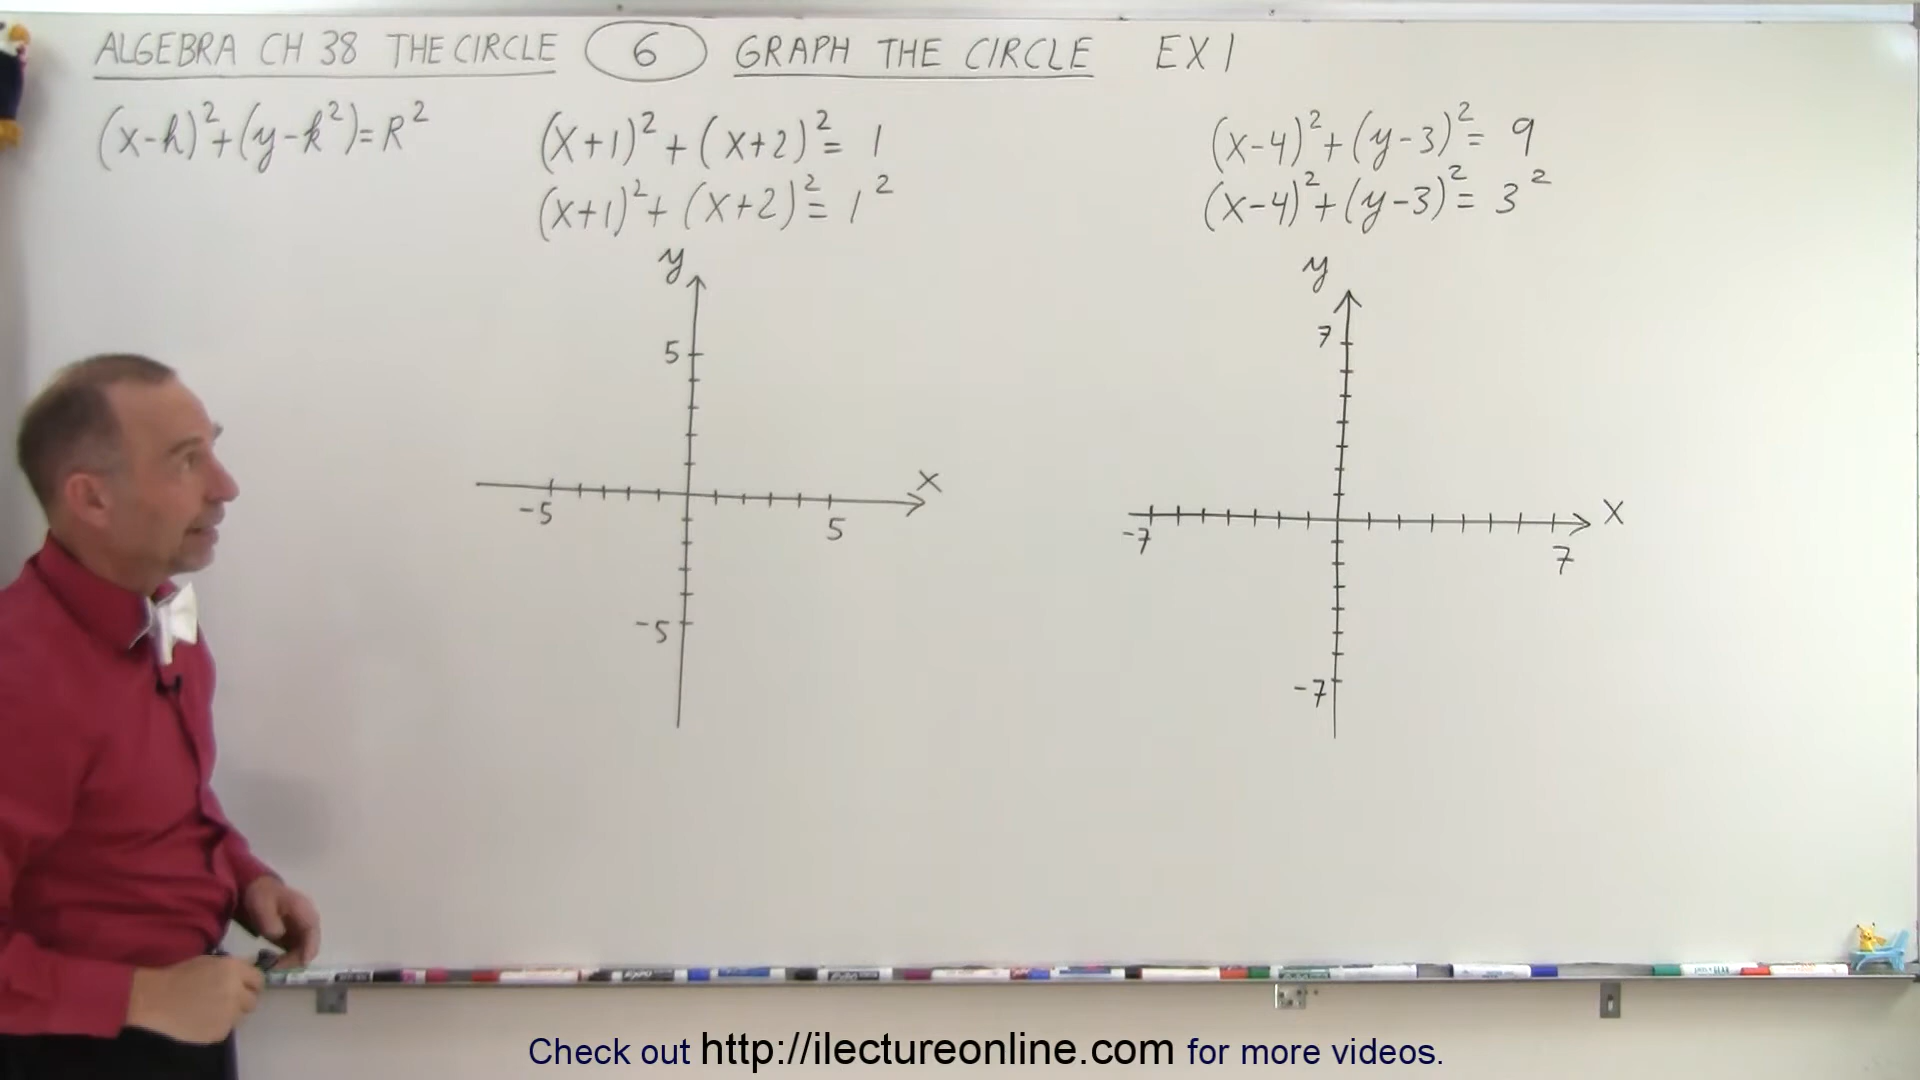 ALGEBRA CH 38 THE CIRCLE 6 GRAPH THE CIRCLE EX 1
(x-h)²+(y-k²)=R²
(x+1)²+(x+2)²= 1
(x+1)²+(x+2)²= 1²
(x-4)²+(y-3)²= 9
(x-4)²+(y-3)²= 3²
y
5
x
-5
5
-5
y
7
x
-7
7
-7
Check out http://ilectureonline.com for more videos.